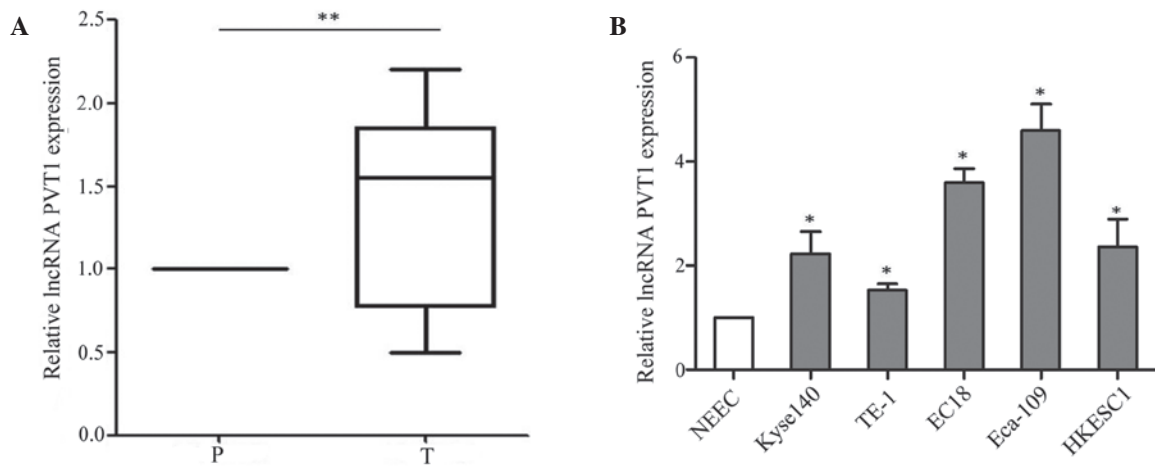 A
Relative lncRNA PVT1 expression
2.5
2.0
1.5
1.0
0.5
0.0
**
P
T
B
Relative lncRNA PVT1 expression
6
4
2
0
*
*
*
*
*
NEEC
Kyse140
TE-1
EC18
Eca-109
HKESC1